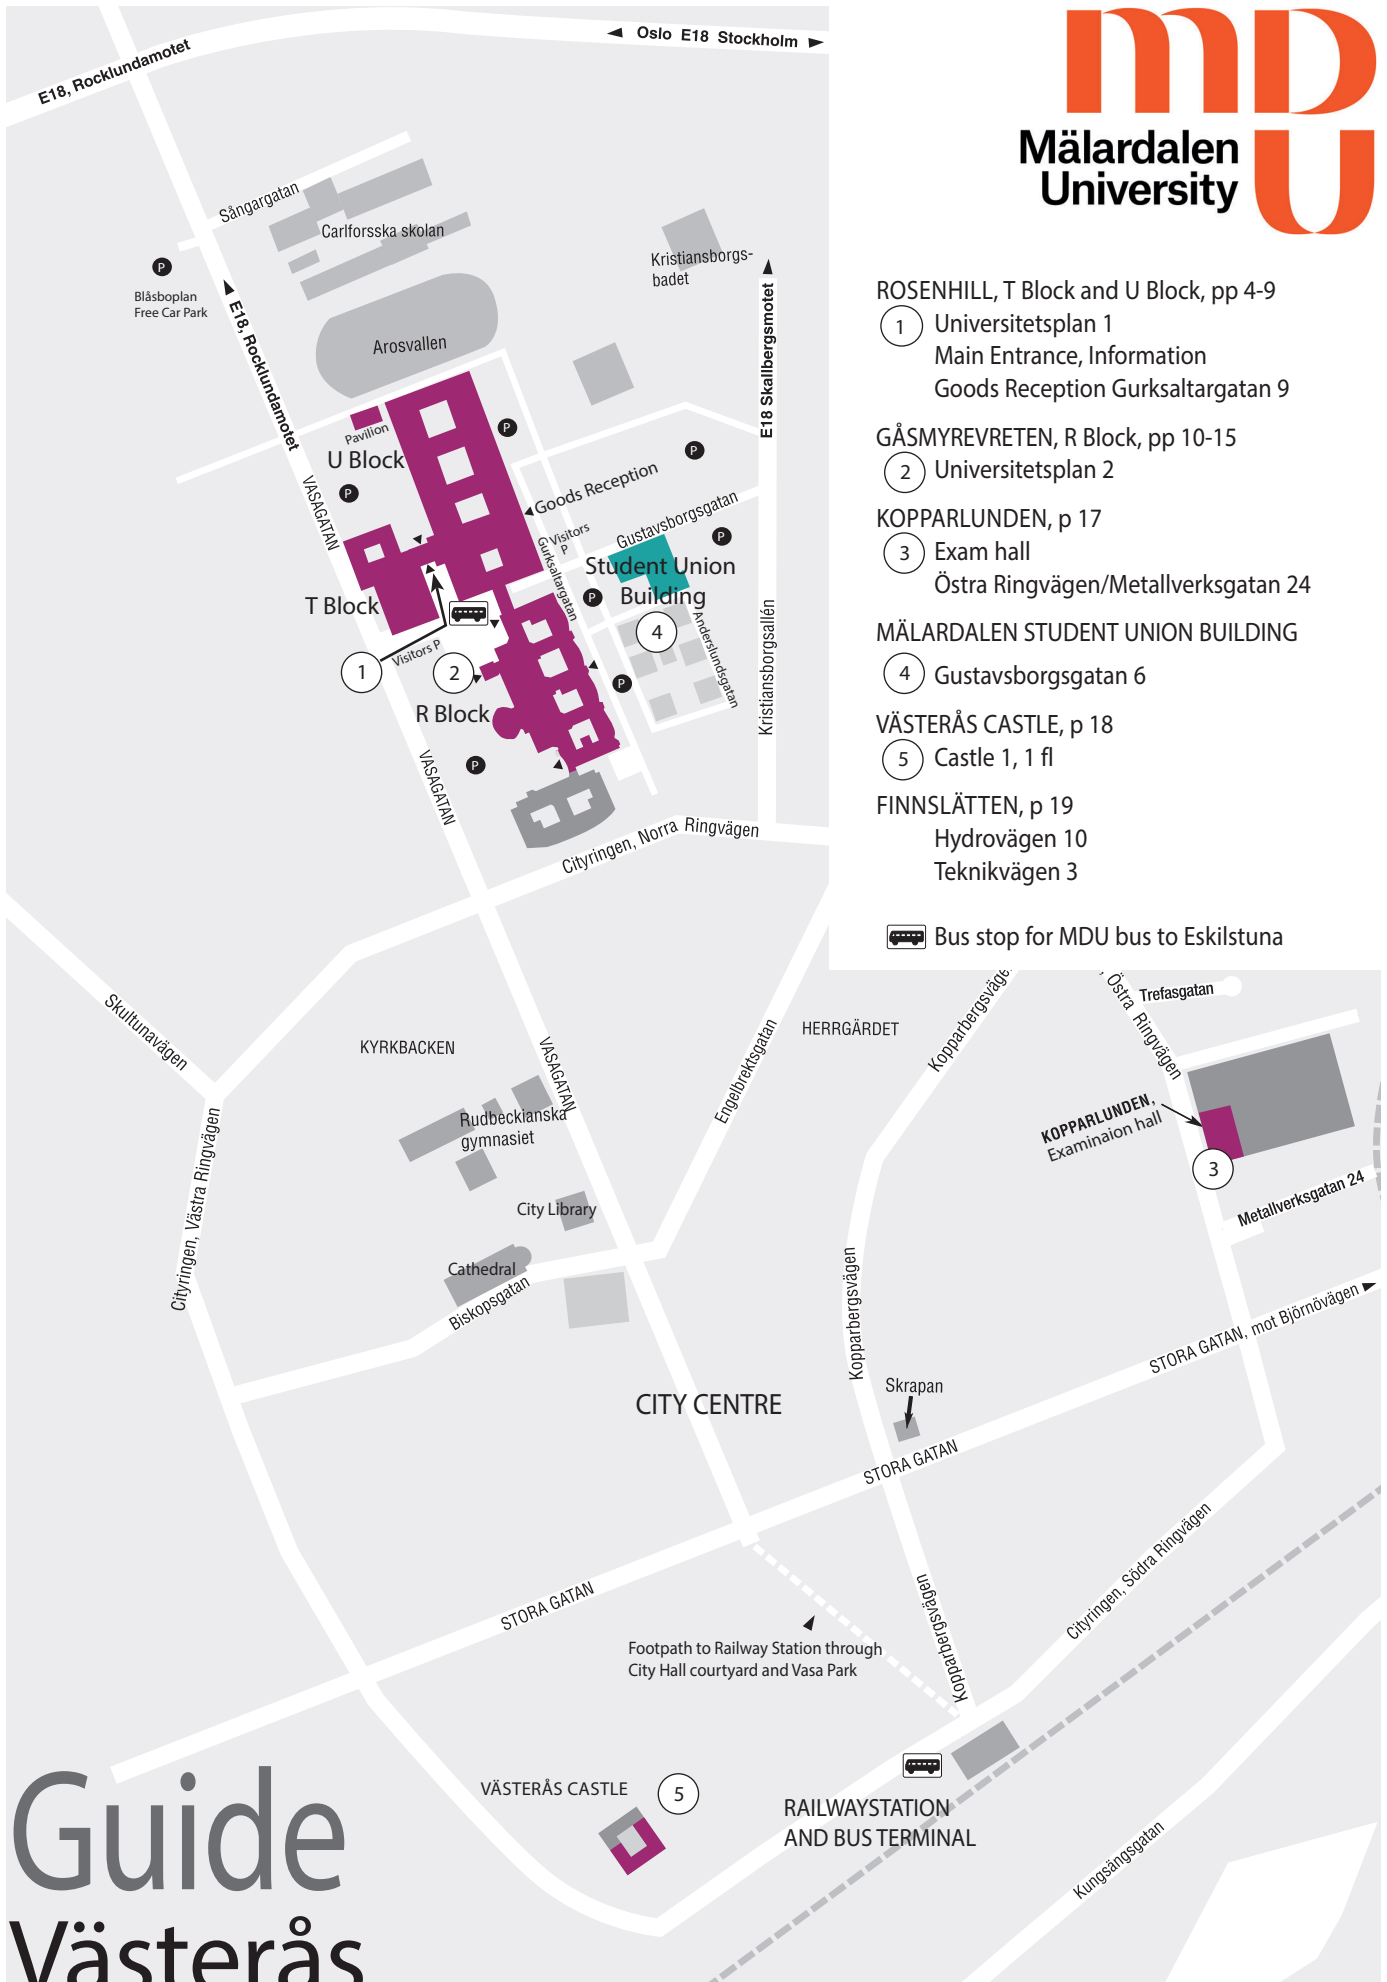 Oslo E18 Stockholm
E18, Rocklundamotet
Mälardalen
University
MDU
Sångargatan
Carlforsska skolan
Kristiansborgs-
badet
P
Blåsboplan
Free Car Park
E18, Rocklundamotet
Arosvallen
E18 Skallbergsmotet
Pavilion
U Block
P
P
P
VASAGATAN
Goods Reception
Visitors
P
Gustavsborgsgatan
P
Gurksaltargatan
Student Union
Building
P
4
T Block
Visitors P
1
2
Anderslundsgatan
Kristiansborgsallén
P
R Block
P
VASAGATAN
Cityringen, Norra Ringvägen
ROSENHILL, T Block and U Block, pp 4-9
1 Universitetsplan 1
Main Entrance, Information
Goods Reception Gurksaltargatan 9
GÅSMYREVRETEN, R Block, pp 10-15
2 Universitetsplan 2
KOPPARLUNDEN, p 17
3 Exam hall
Östra Ringvägen/Metallverksgatan 24
MÄLARDALEN STUDENT UNION BUILDING
4 Gustavsborgsgatan 6
VÄSTERÅS CASTLE, p 18
5 Castle 1, 1 fl
FINNSLÄTTEN, p 19
Hydrovägen 10
Teknikvägen 3
Bus stop for MDU bus to Eskilstuna
Skultunavägen
KYRKBACKEN
VASAGATAN
Engelbrektsgatan
HERRGÄRDET
Kopparbergsvägen
, Östra Ringvägen
Trefasgatan
Rudbeckianska
gymnasiet
KOPPARLUNDEN,
Examinaion hall
3
Metallverksgatan 24
Cityringen, Västra Ringvägen
City Library
Cathedral
Biskopsgatan
Kopparbergsvägen
STORA GATAN, mot Björnövägen
CITY CENTRE
Skrapan
STORA GATAN
STORA GATAN
Kopparbergsvägen
Cityringen, Södra Ringvägen
Footpath to Railway Station through
City Hall courtyard and Vasa Park
VÄSTERÅS CASTLE
5
RAILWAYSTATION
AND BUS TERMINAL
Kungsängsgatan
Guide
Västerås